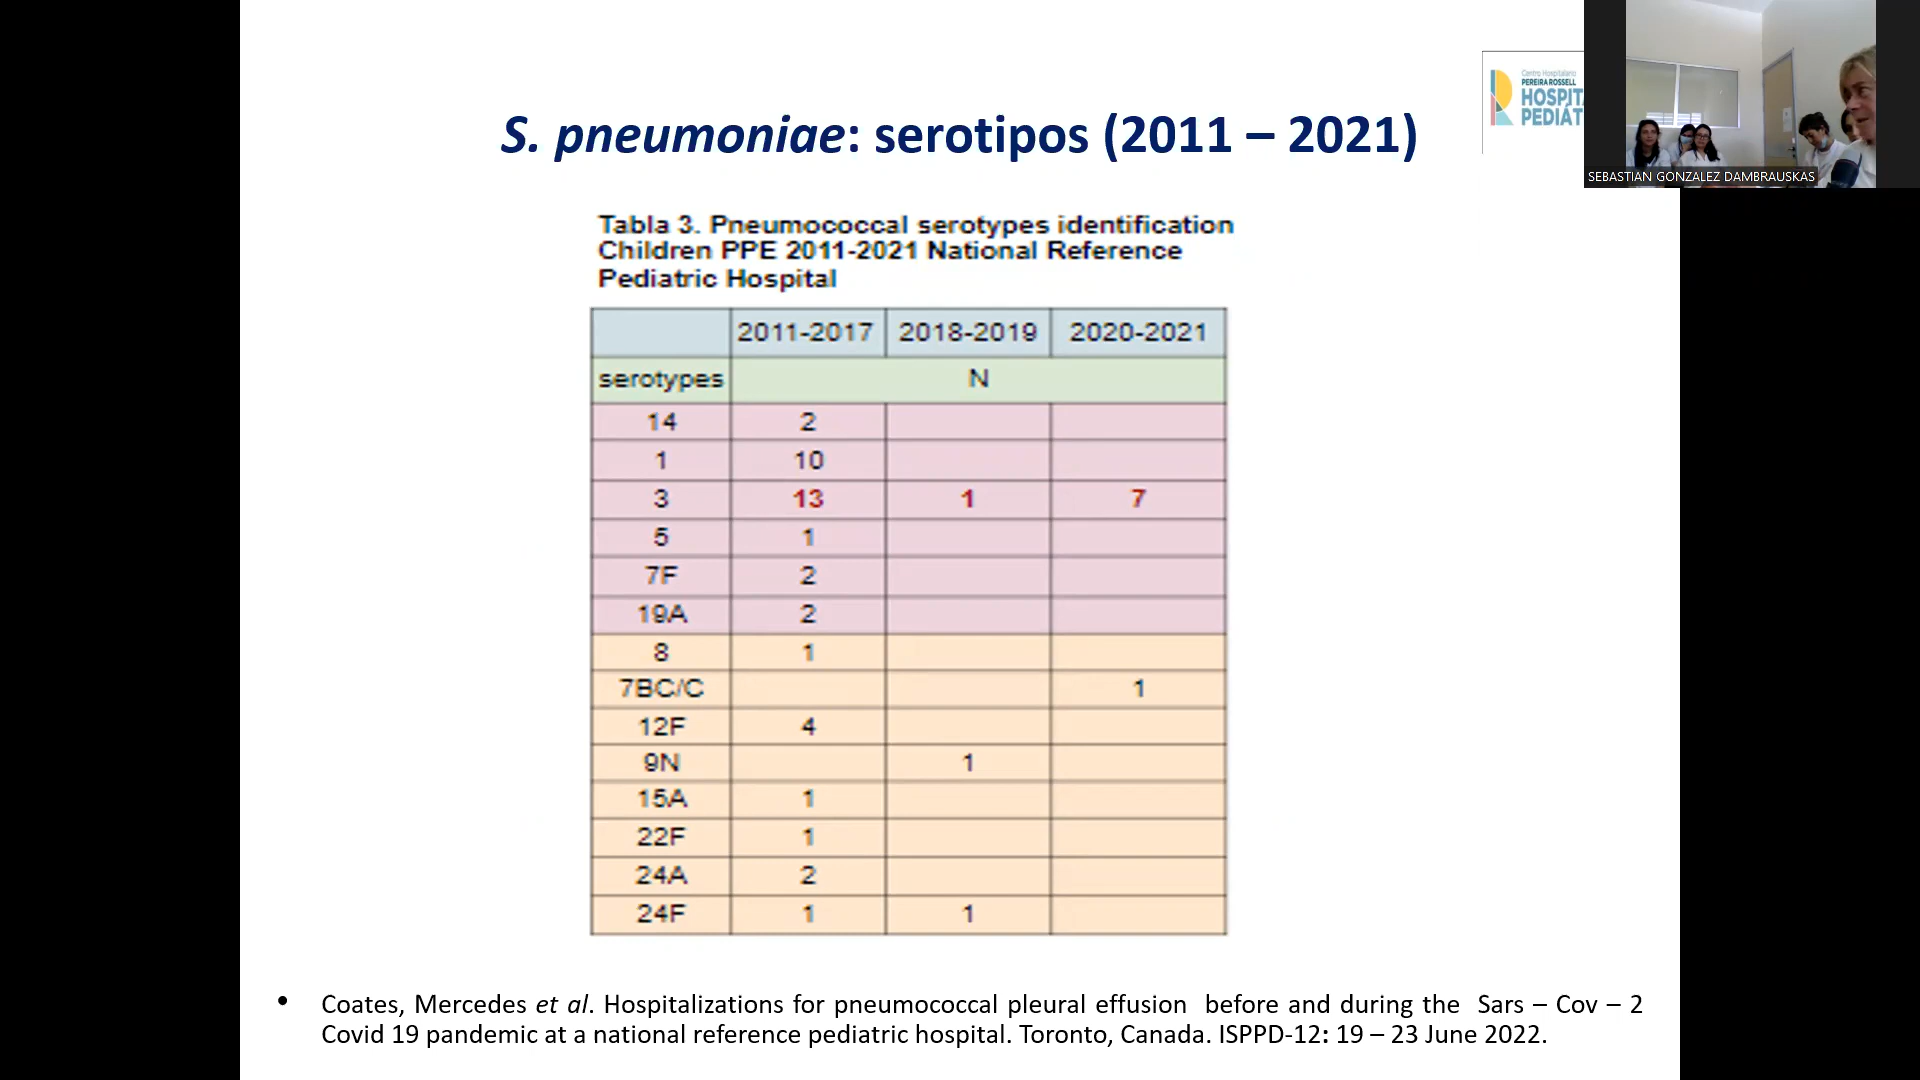 S. pneumoniae: serotipos (2011 – 2021)
Centro Hospitalario
PEREIRA ROSSELL
HOSPIT
PEDIAT
SEBASTIAN GONZALEZ DAMBRAUSKAS
Tabla 3. Pneumococcal serotypes identification
Children PPE 2011-2021 National Reference
Pediatric Hospital
2011-2017 2018-2019 2020-2021
serotypes N
14 2
1 10
3 13 1 7
5 1
7F 2
19A 2
8 1
7BC/C 1
12F 4
9N 1
15A 1
22F 1
24A 2
24F 1 1
• Coates, Mercedes et al. Hospitalizations for pneumococcal pleural effusion before and during the Sars – Cov – 2
Covid 19 pandemic at a national reference pediatric hospital. Toronto, Canada. ISPPD-12: 19 – 23 June 2022.